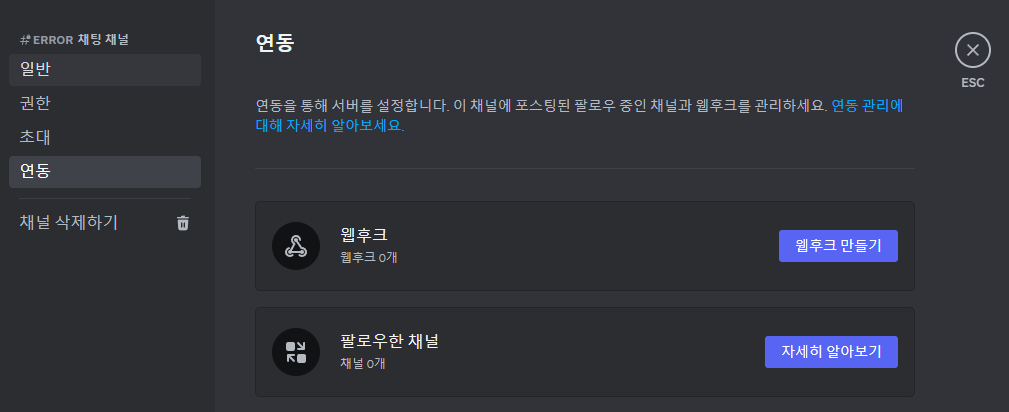 # ERROR 채팅 채널
일반
권한
초대
연동
채널 삭제하기
연동
연동을 통해 서버를 설정합니다. 이 채널에 포스팅된 팔로우 중인 채널과 웹후크를 관리하세요. 연동 관리에
대해 자세히 알아보세요.
웹후크
웹후크 0개
웹후크 만들기
팔로우한 채널
채널 0개
자세히 알아보기
ESC